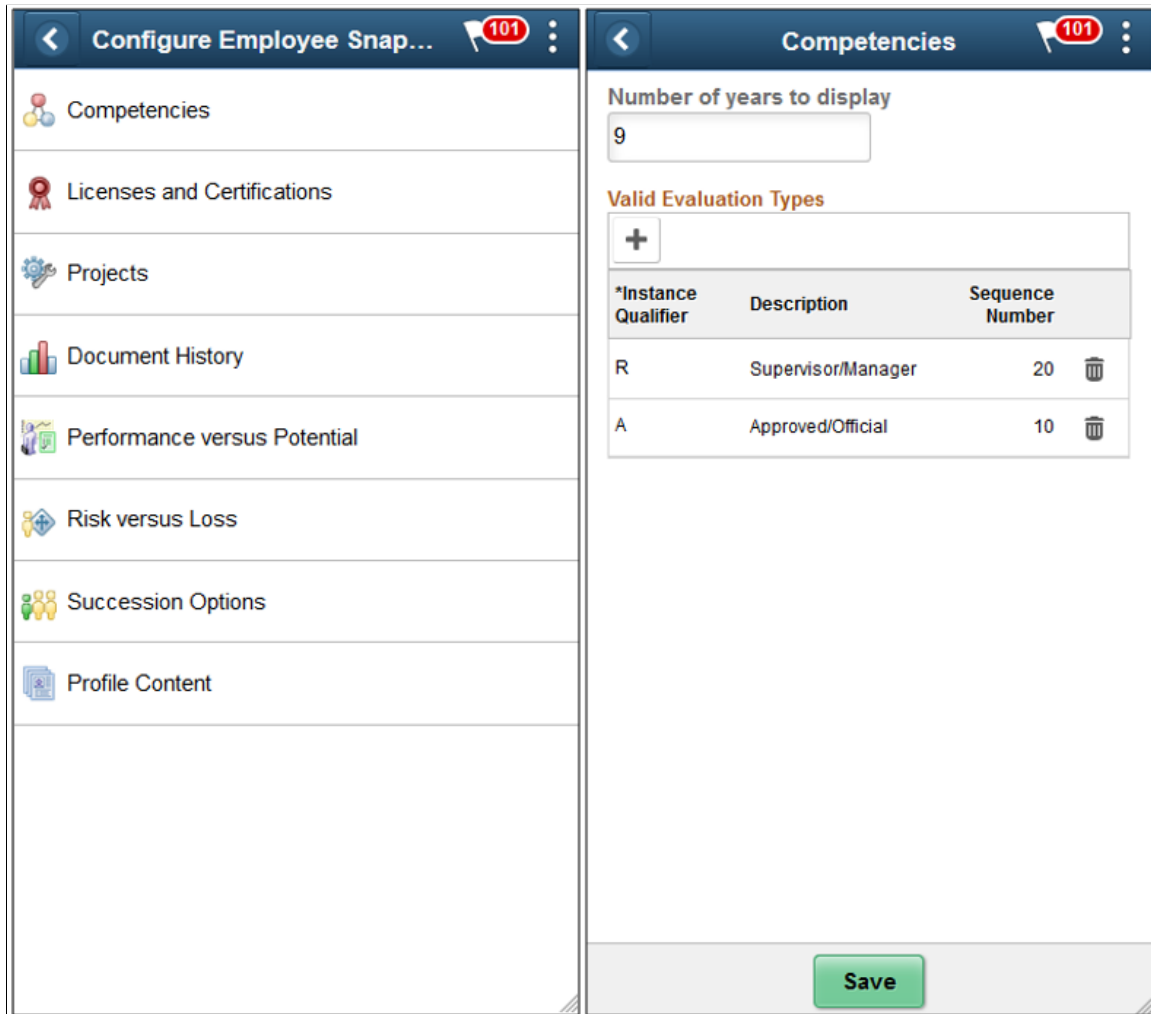 Configure Employee Snap...
101
Competencies
Licenses and Certifications
Projects
Document History
Performance versus Potential
Risk versus Loss
Succession Options
Profile Content
Competencies
101
Number of years to display
9
Valid Evaluation Types
*Instance Qualifier Description Sequence Number
R Supervisor/Manager 20
A Approved/Official 10
Save